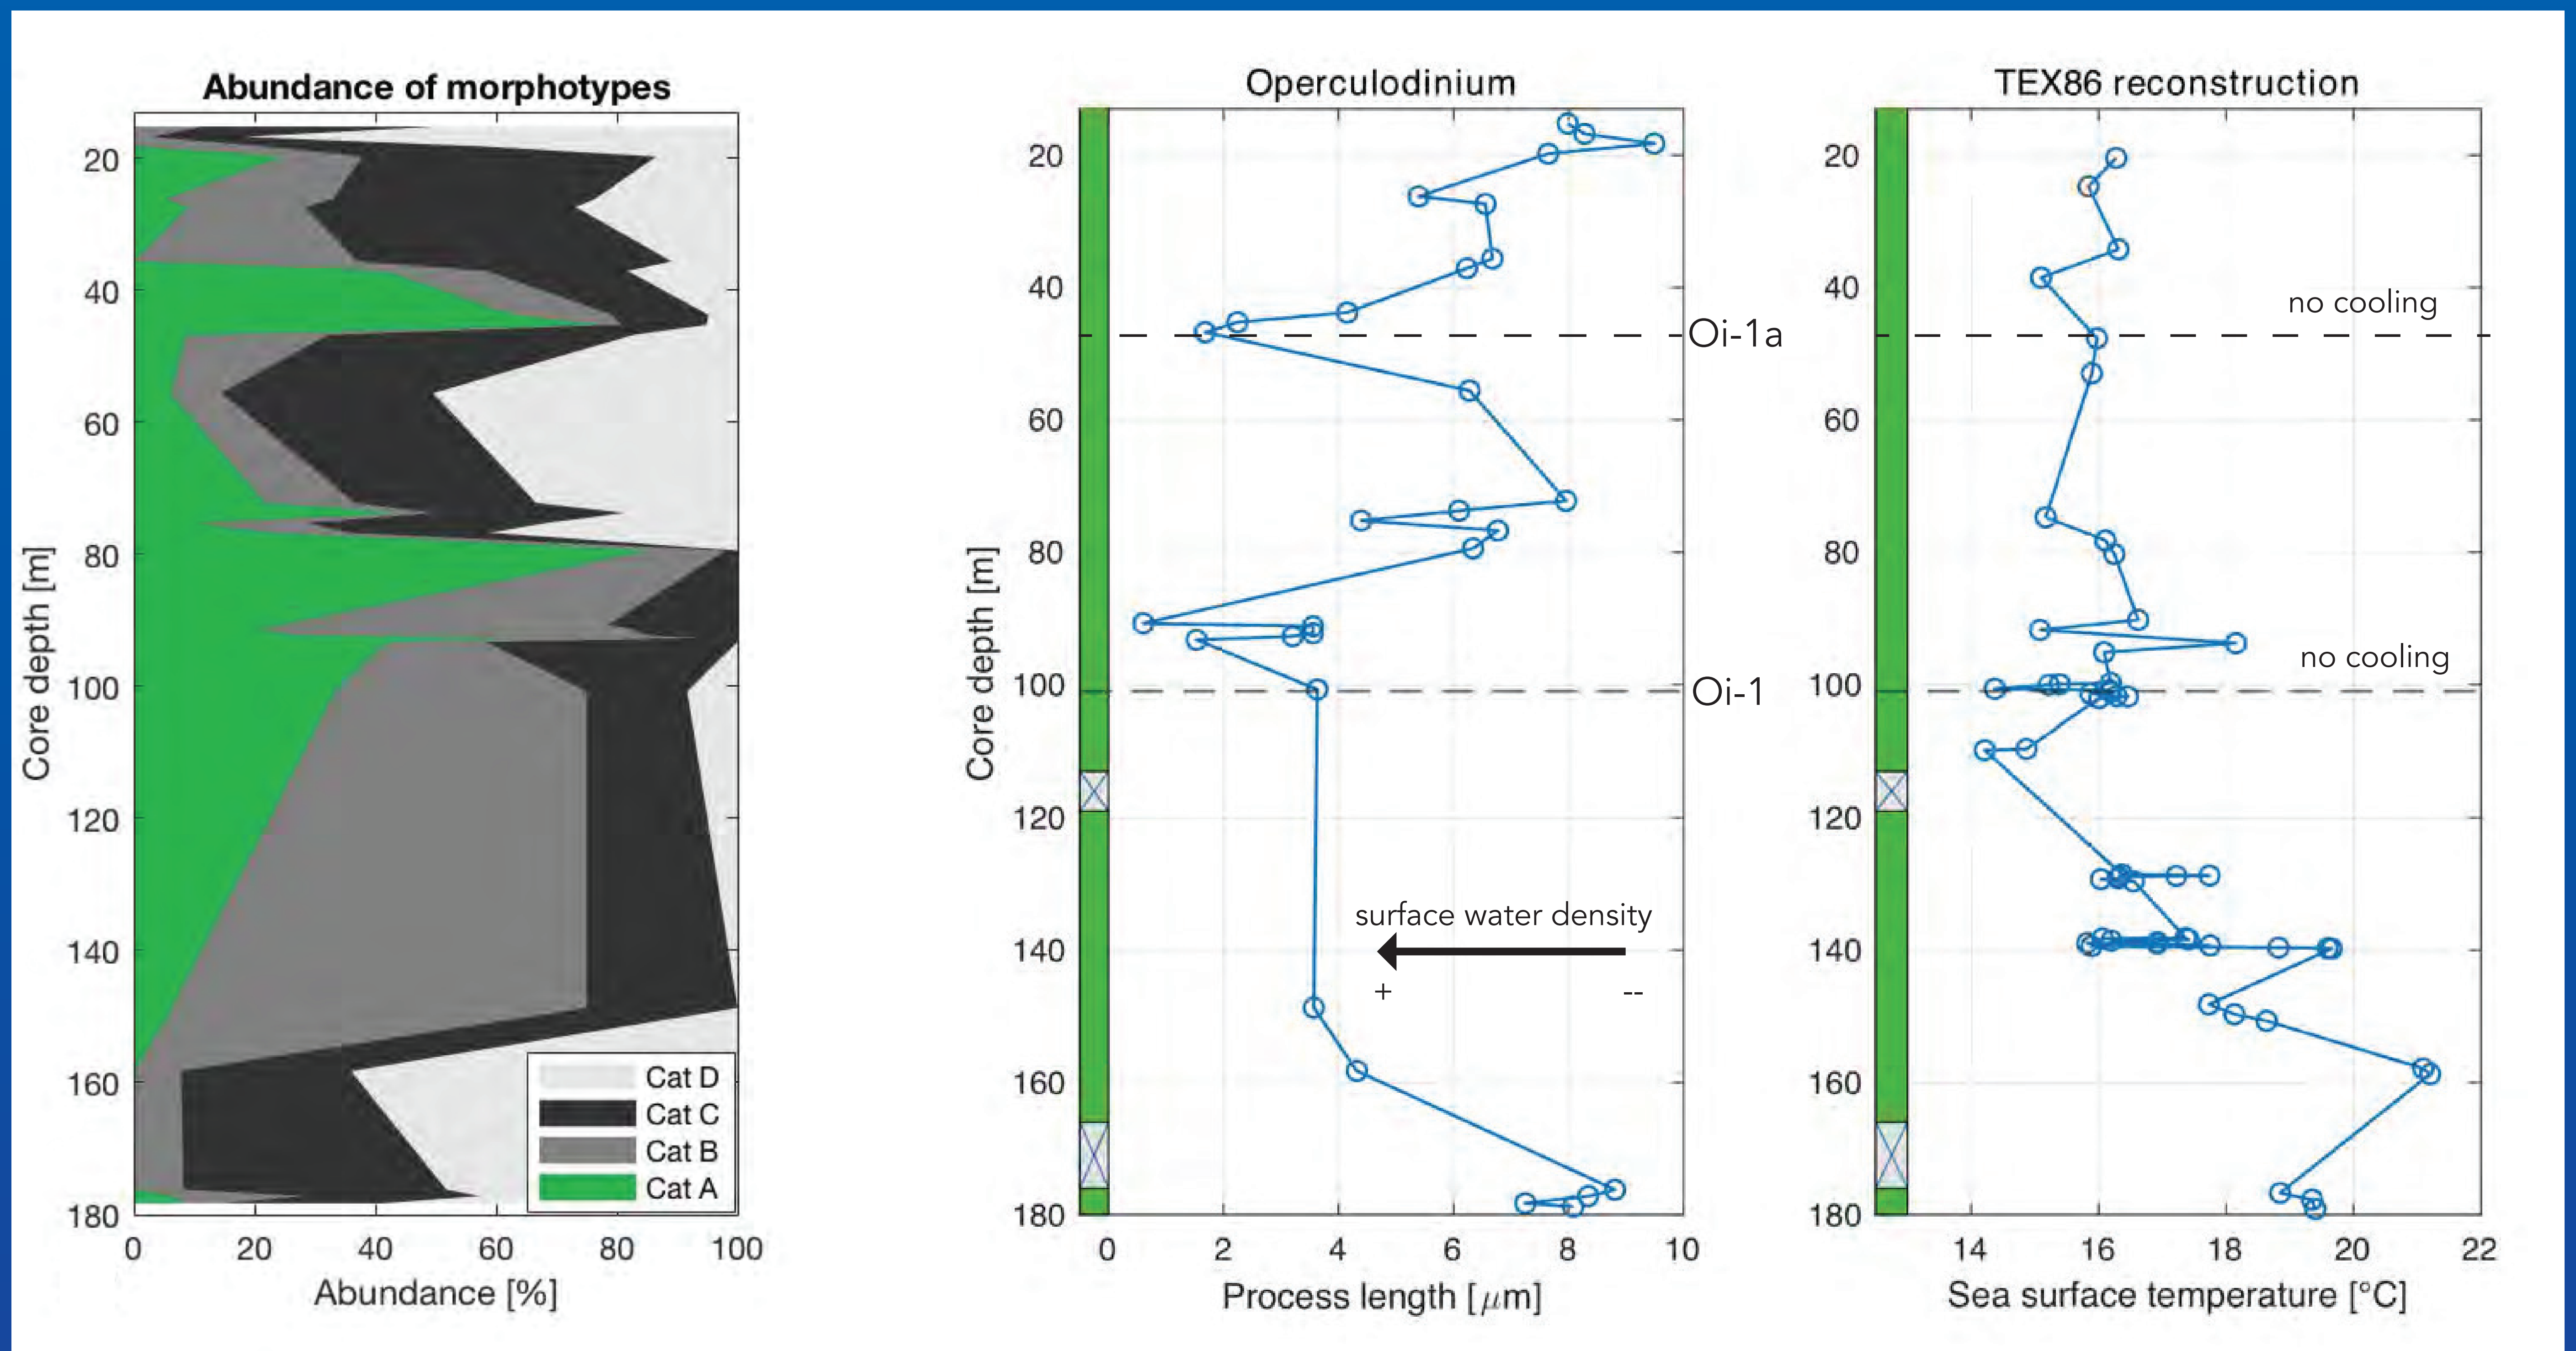 Abundance of morphotypes
20
40
60
80
100
120
140
160
180
Core depth [m]
0 20 40 60 80 100
Abundance [%]
Cat D
Cat C
Cat B
Cat A
Operculodinium
20
40
60
80
100
120
140
160
180
Core depth [m]
0 2 4 6 8 10
Process length [μm]
Oi-1a
Oi-1
surface water density
+ --
TEX86 reconstruction
20
40
60
80
100
120
140
160
180
no cooling
no cooling
14 16 18 20 22
Sea surface temperature [°C]